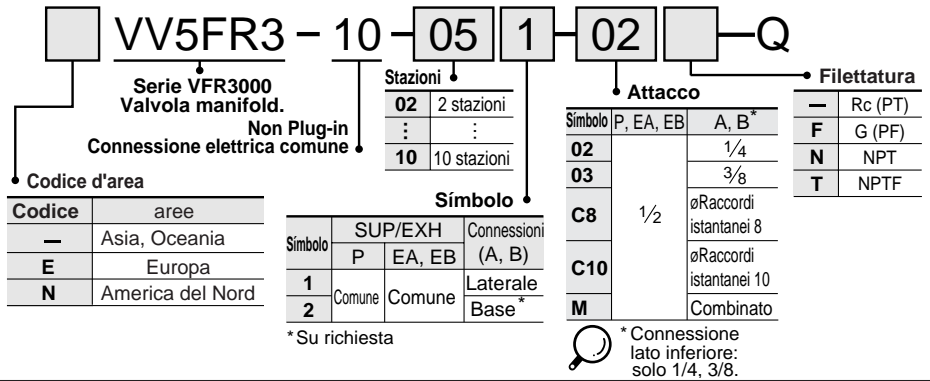 VV5FR3 – 10 – 05 1 – 02 – Q
Serie VFR3000
Valvola manifold.
Non Plug-in
Connessione elettrica comune
Codice d'area
Codice aree
– Asia, Oceania
E Europa
N America del Nord
Stazioni
02 2 stazioni
⋮ ⋮
10 10 stazioni
Símbolo
Símbolo SUP/EXH Connessioni
P EA, EB (A, B)
1 Comune Comune Laterale
2 Base*
*Su richiesta
Attacco
Símbolo P, EA, EB A, B*
02 1/2 1/4
03 3/8
C8 øRaccordi
istantanei 8
C10 øRaccordi
istantanei 10
M Combinato
*Connessione
lato inferiore:
solo 1/4, 3/8.
Filettatura
– Rc (PT)
F G (PF)
N NPT
T NPTF